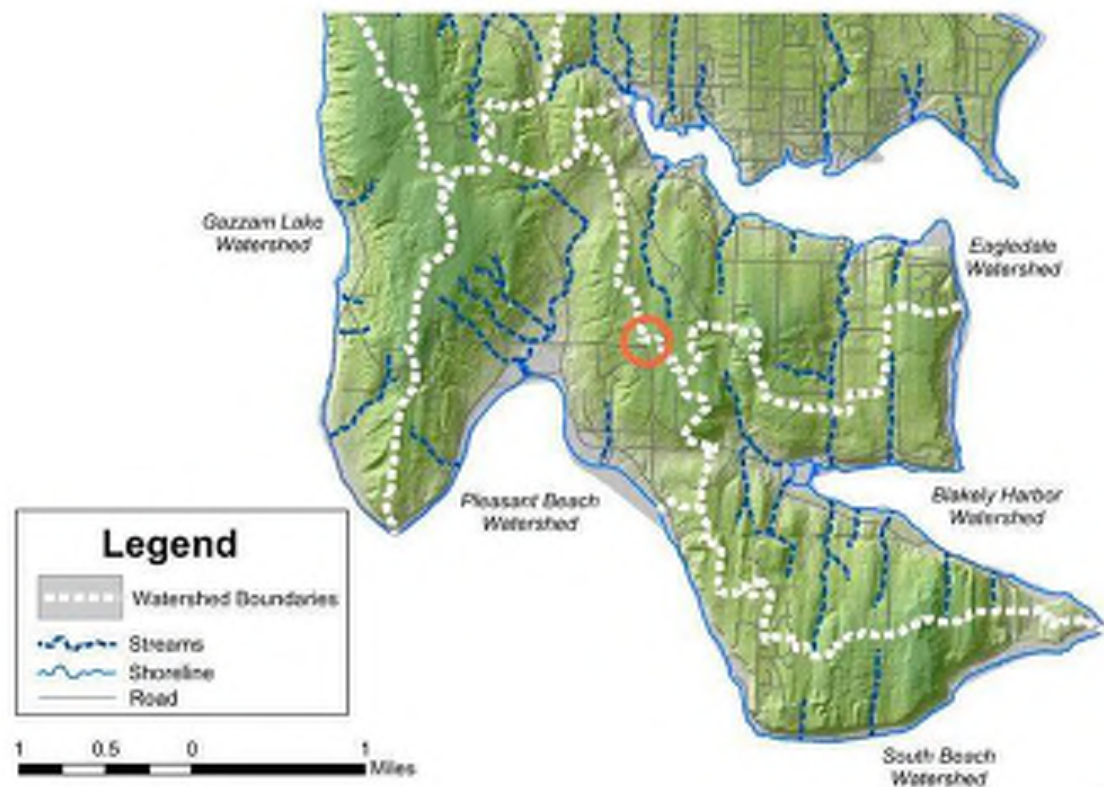 Gazzam Lake
Watershed
Eagledale
Watershed
Pleasant Beach
Watershed
Blakely Harbor
Watershed
Legend
Watershed Boundaries
Streams
Shoreline
Road
1 0.5 0 1
Miles
South Beach
Watershed